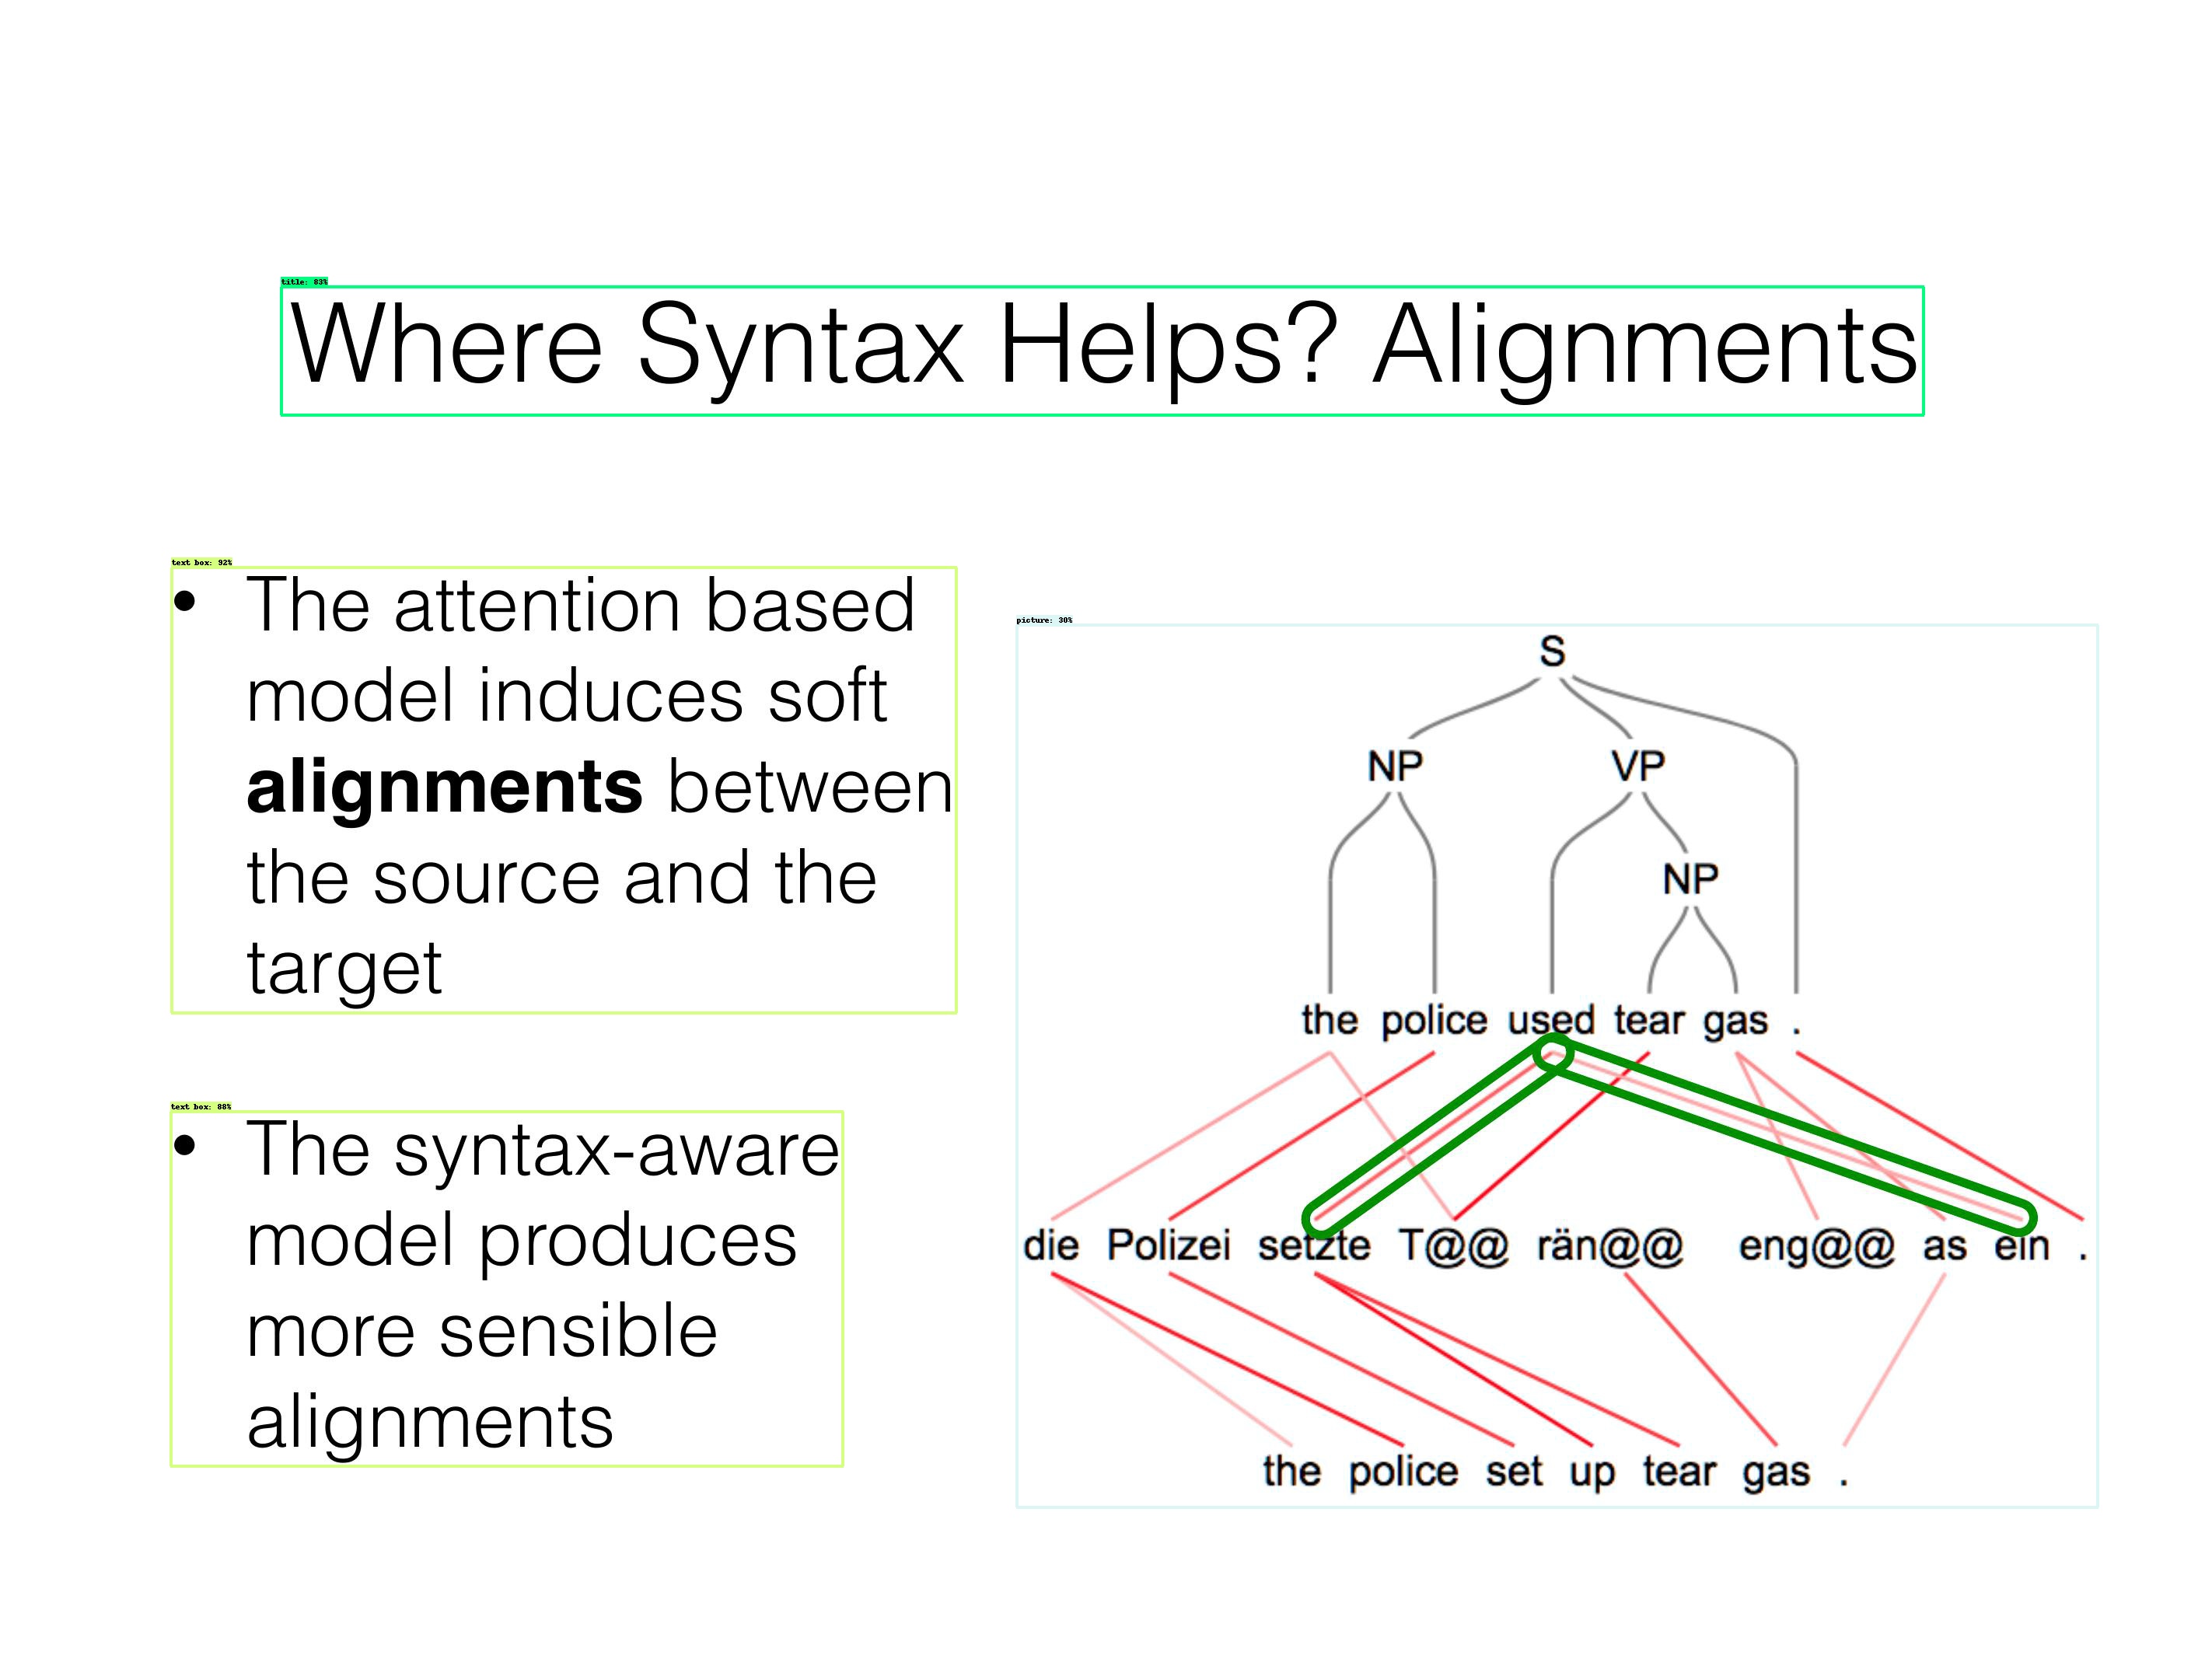 title: 83%
Where Syntax Helps? Alignments
text box: 92%
• The attention based
model induces soft
alignments between
the source and the
target
text box: 88%
• The syntax-aware
model produces
more sensible
alignments
picture: 30%
S
NP VP
NP
the police used tear gas .
die Polizei setzte T@@ rän@@ eng@@ as ein .
the police set up tear gas .